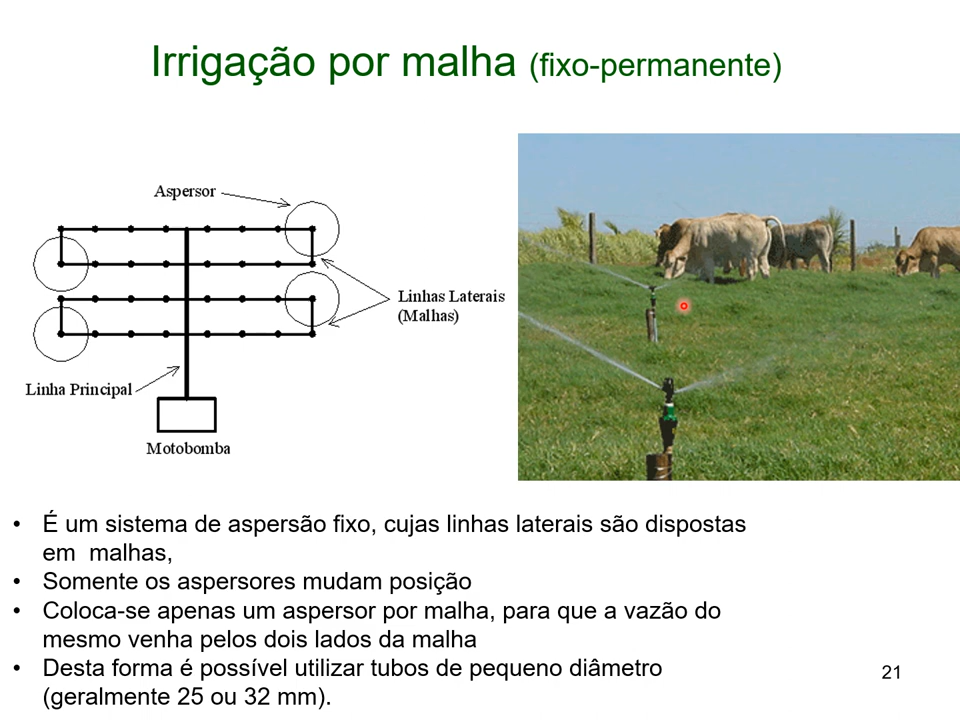 Irrigação por malha (fixo-permanente)
Aspersor
Linhas Laterais
(Malhas)
Linha Principal
Motobomba
• É um sistema de aspersão fixo, cujas linhas laterais são dispostas
em malhas,
• Somente os aspersores mudam posição
• Coloca-se apenas um aspersor por malha, para que a vazão do
mesmo venha pelos dois lados da malha
• Desta forma é possível utilizar tubos de pequeno diâmetro
(geralmente 25 ou 32 mm).
21